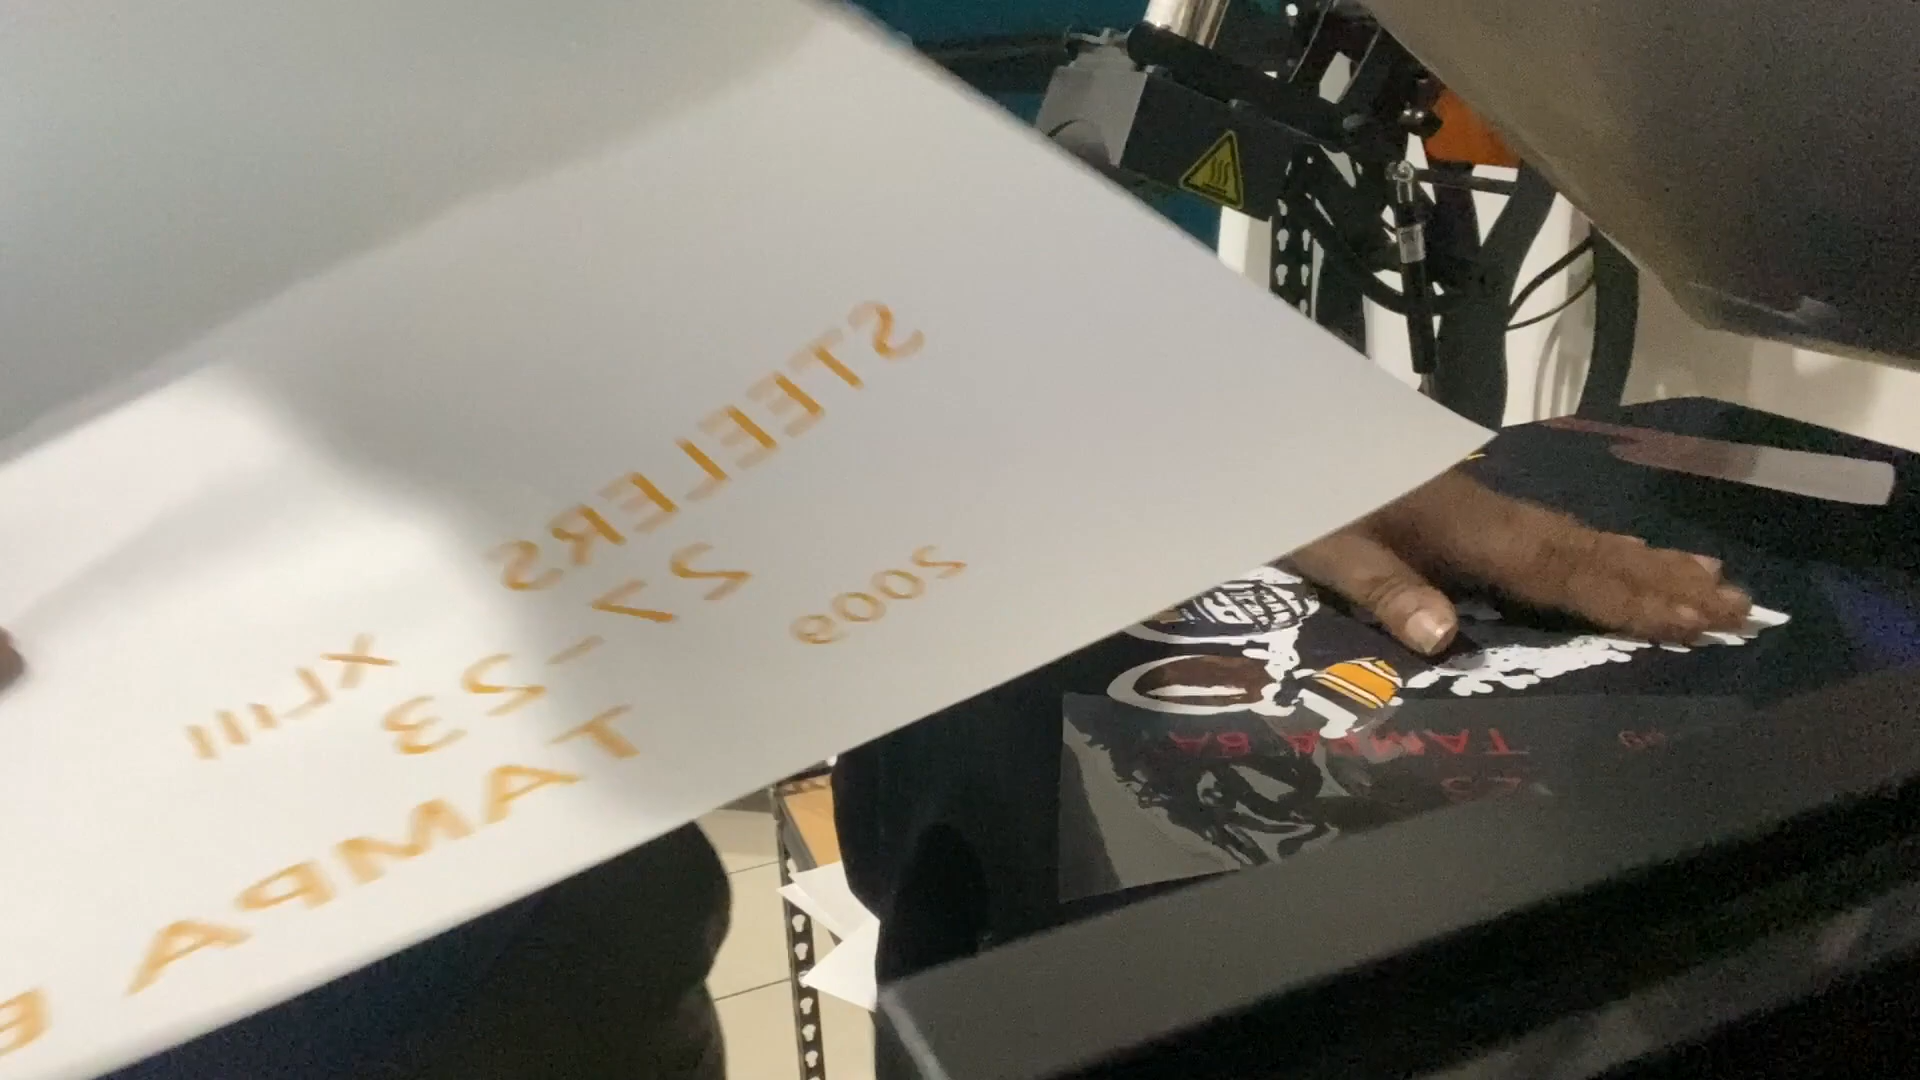 STEELERS
27-23
TAMPA B
2009
XLIII
TAMPA BA